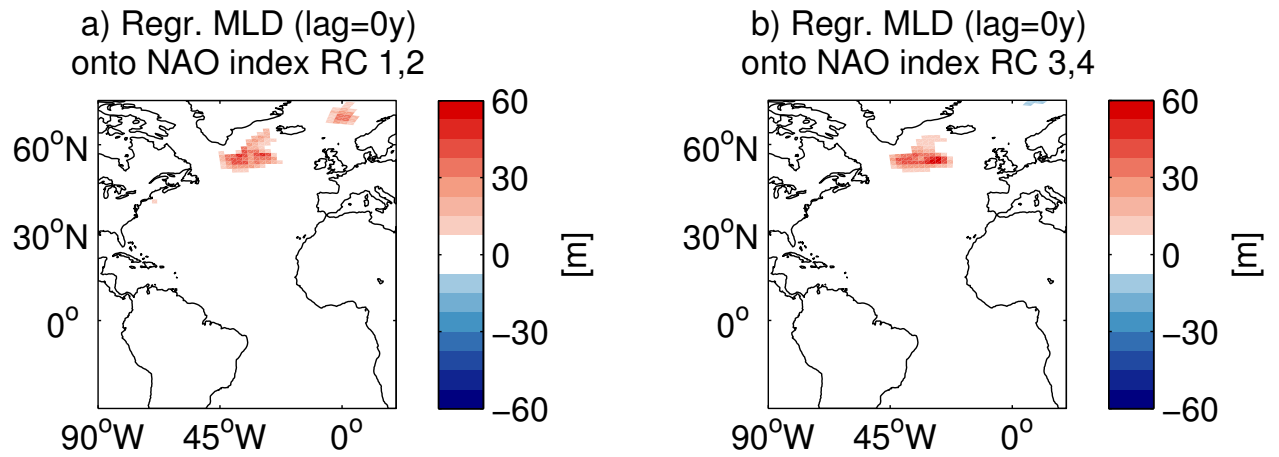 a) Regr. MLD (lag=0y)
onto NAO index RC 1,2
60°N
30°N
0°
90°W 45°W 0°
60
30
0
−30
−60
[m]
b) Regr. MLD (lag=0y)
onto NAO index RC 3,4
60°N
30°N
0°
90°W 45°W 0°
60
30
0
−30
−60
[m]